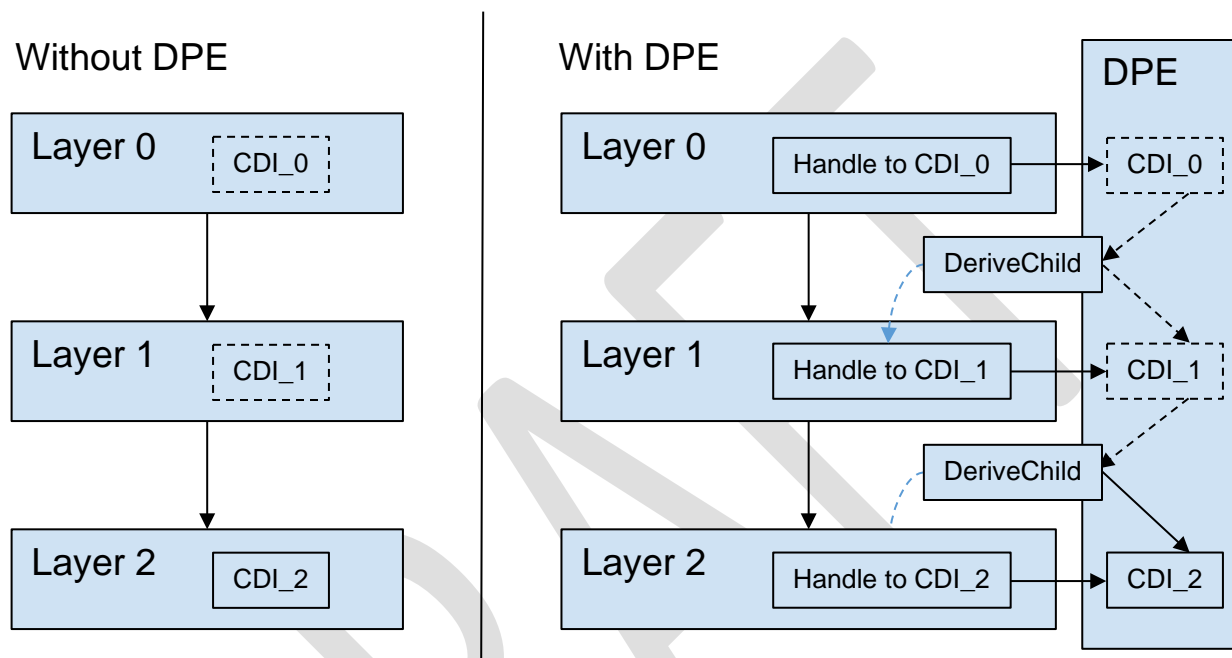 Without DPE
Layer 0
CDI_0
Layer 1
CDI_1
Layer 2
CDI_2
With DPE
DPE
Layer 0
Handle to CDI_0
CDI_0
DeriveChild
Layer 1
Handle to CDI_1
CDI_1
DeriveChild
Layer 2
Handle to CDI_2
CDI_2